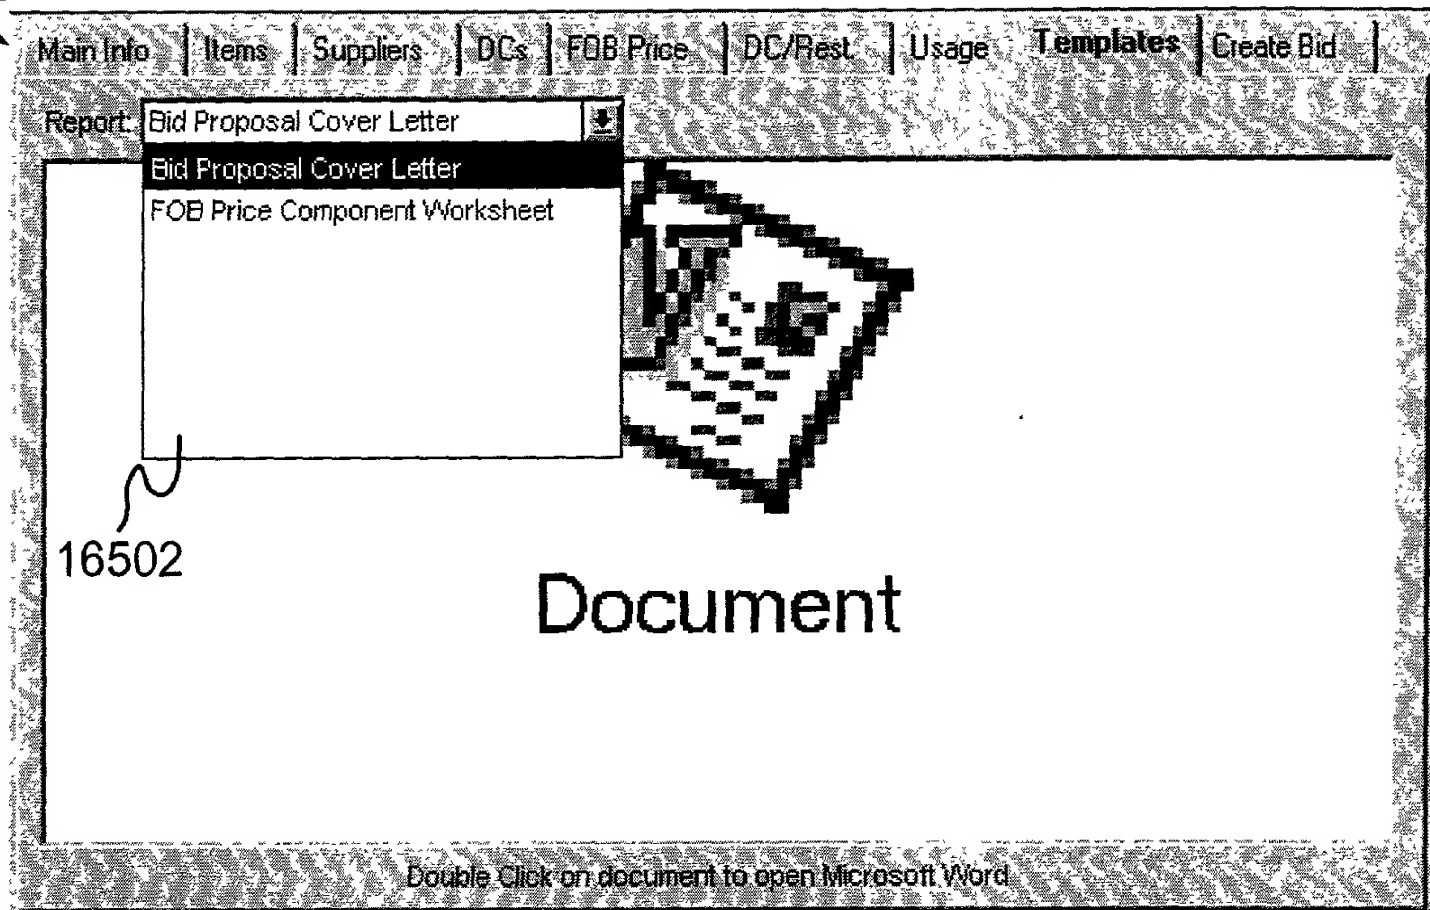 Main Info Items Suppliers DCs FOB Price DC/Rest. Usage Templates Create Bid
Report: Bid Proposal Cover Letter
Bid Proposal Cover Letter
FOB Price Component Worksheet
16502
Document
Double Click on document to open Microsoft Word